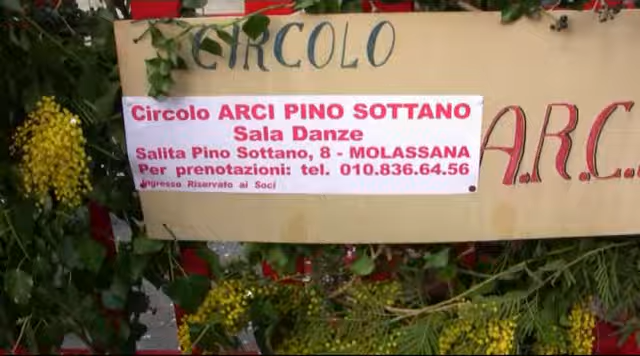 CIRCOLO
A.R.C.
Circolo ARCI PINO SOTTANO
Sala Danze
Salita Pino Sottano, 8 - MOLASSANA
Per prenotazioni: tel. 010.836.64.56
Ingresso Riservato ai Soci